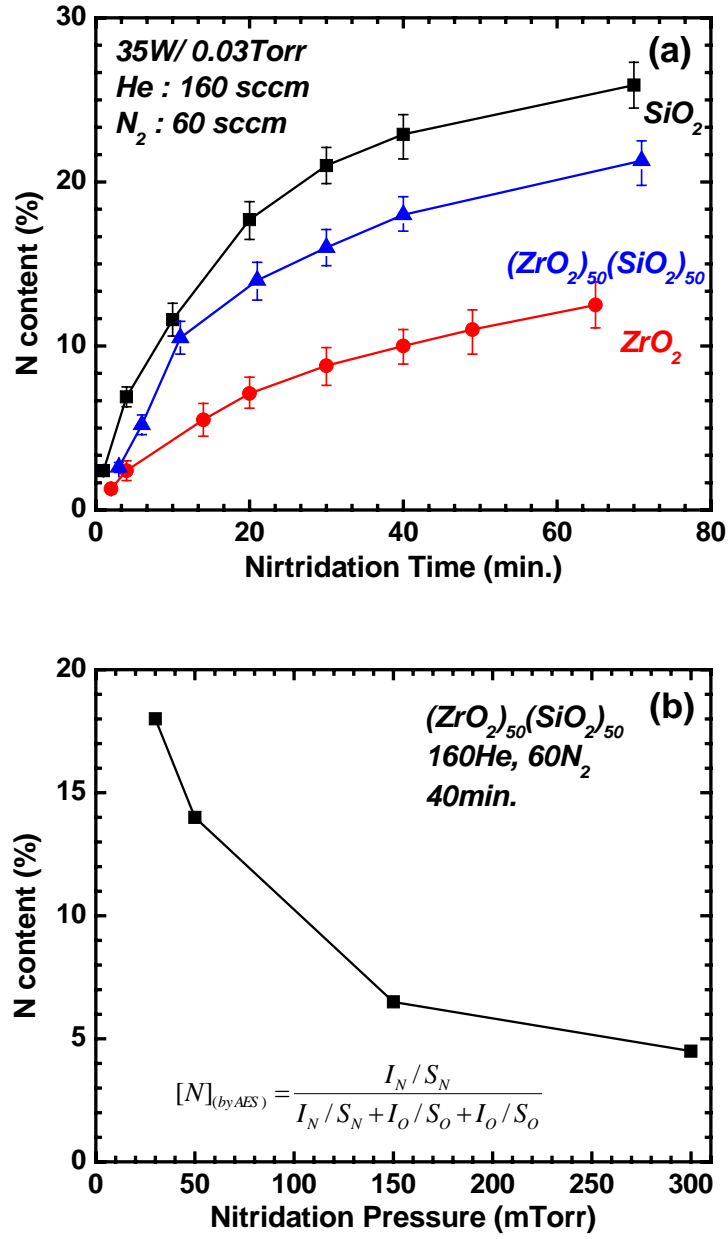 30
20
10
0
N content (%)
35W/ 0.03Torr
He : 160 sccm
N2 : 60 sccm
(a)
SiO2
(ZrO2)50(SiO2)50
ZrO2
0 20 40 60 80
Nirtridation Time (min.)
20
15
10
5
0
N content (%)
(ZrO2)50(SiO2)50
160He, 60N2
40min.
(b)
[N](byAES) = IN / SN / (IN / SN + IO / SO + IO / SO)
0 50 100 150 200 250 300
Nitridation Pressure (mTorr)